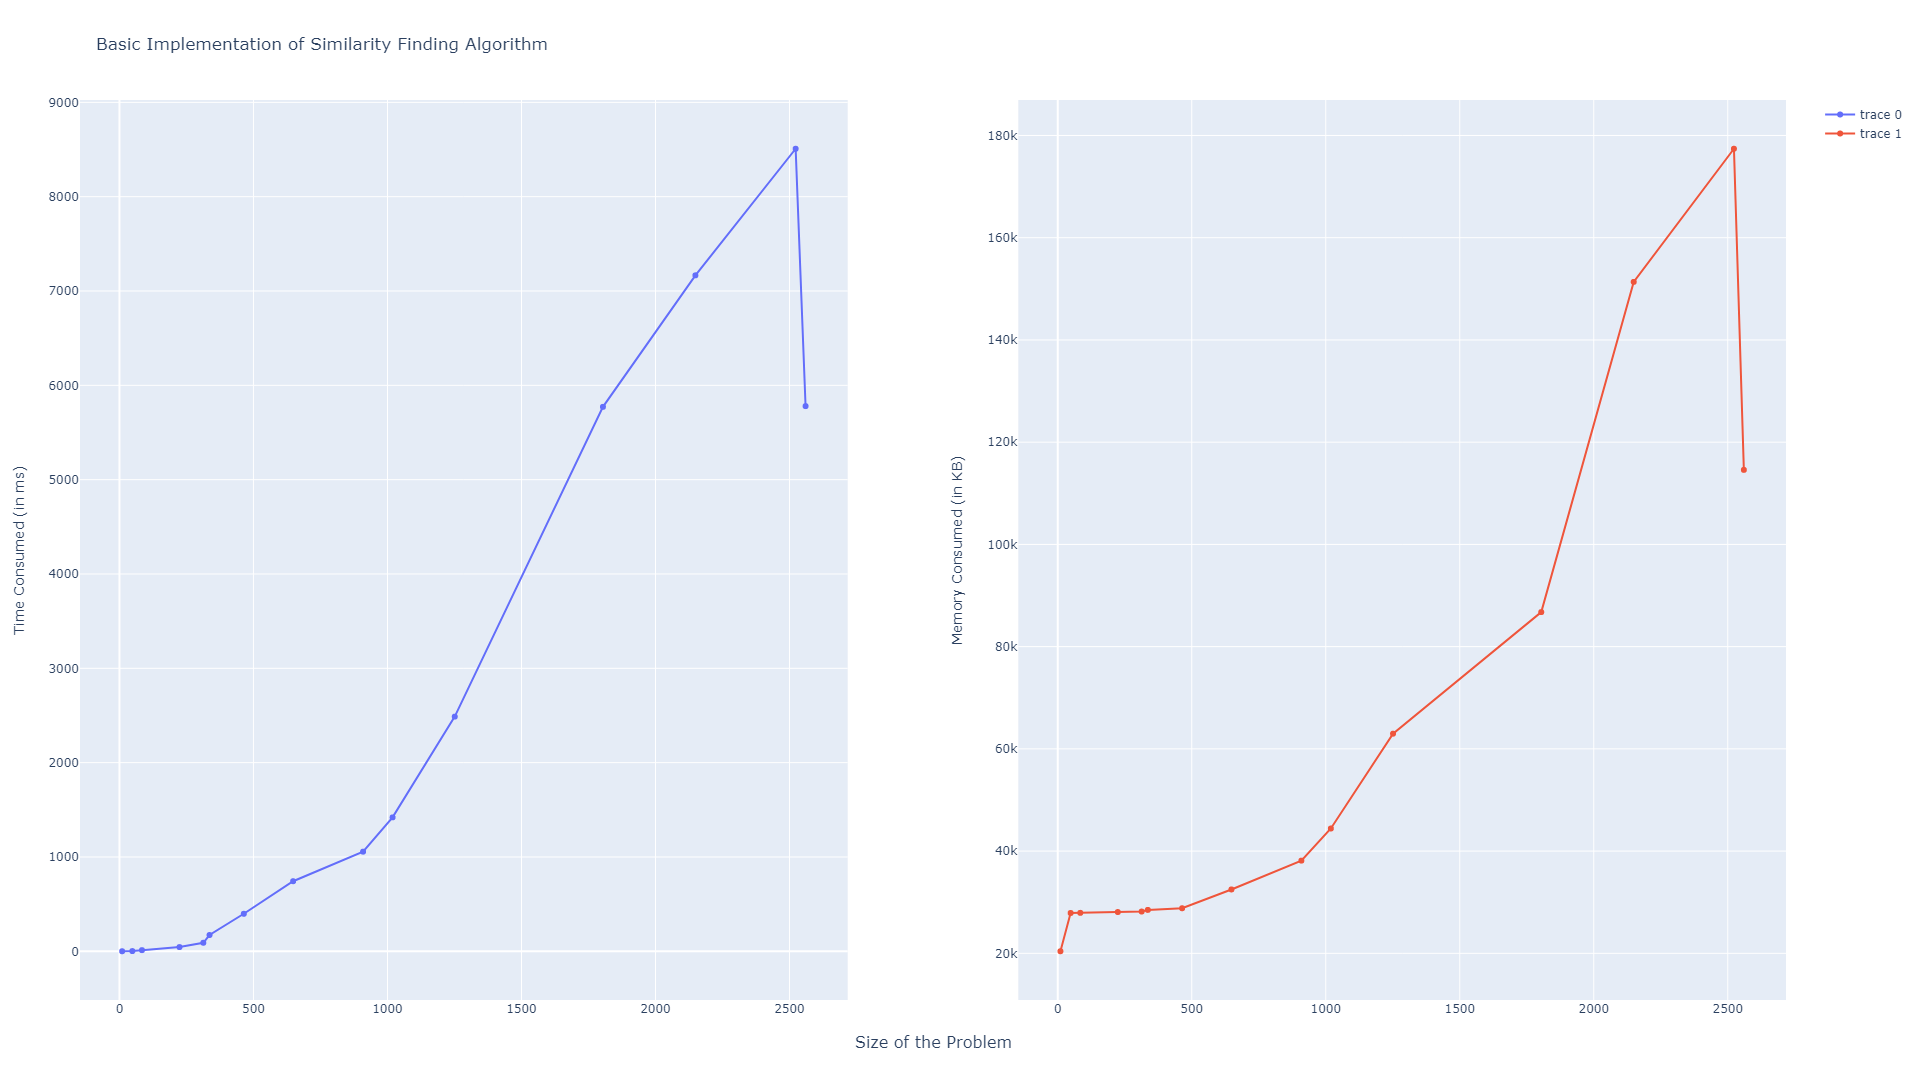 Basic Implementation of Similarity Finding Algorithm
9000
8000
7000
6000
5000
4000
3000
2000
1000
0
Time Consumed (in ms)
0 500 1000 1500 2000 2500
180k
160k
140k
120k
100k
80k
60k
40k
20k
Memory Consumed (in KB)
0 500 1000 1500 2000 2500
trace 0
trace 1
Size of the Problem